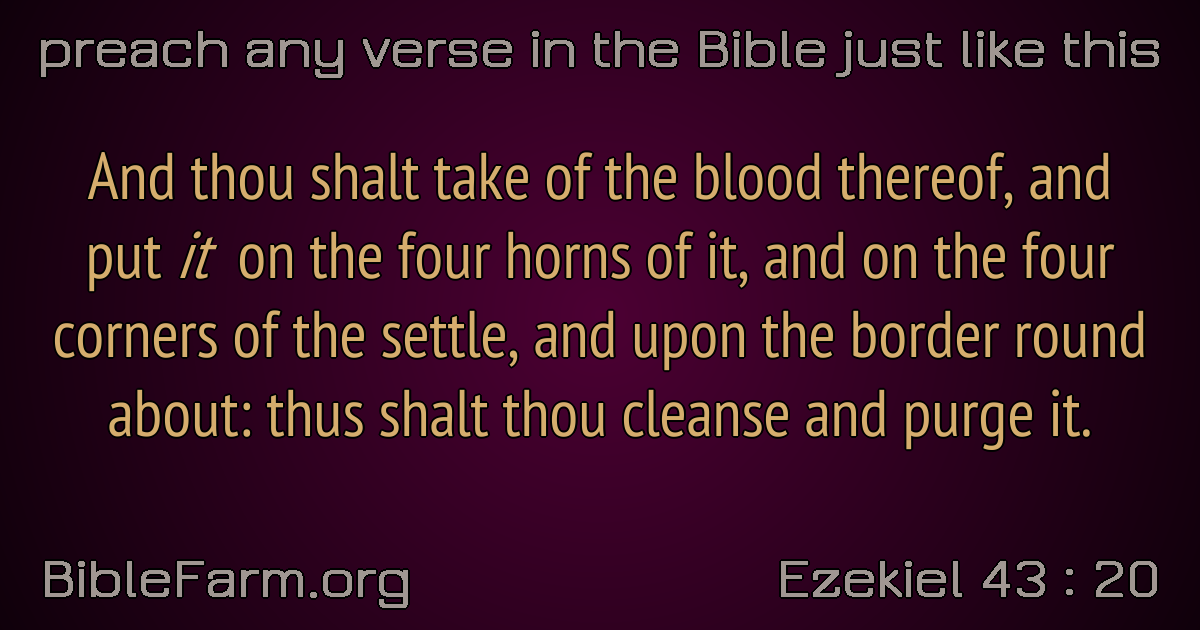 preach any verse in the Bible just like this
And thou shalt take of the blood thereof, and
put it on the four horns of it, and on the four
corners of the settle, and upon the border round
about: thus shalt thou cleanse and purge it.
BibleFarm.org
Ezekiel 43 : 20